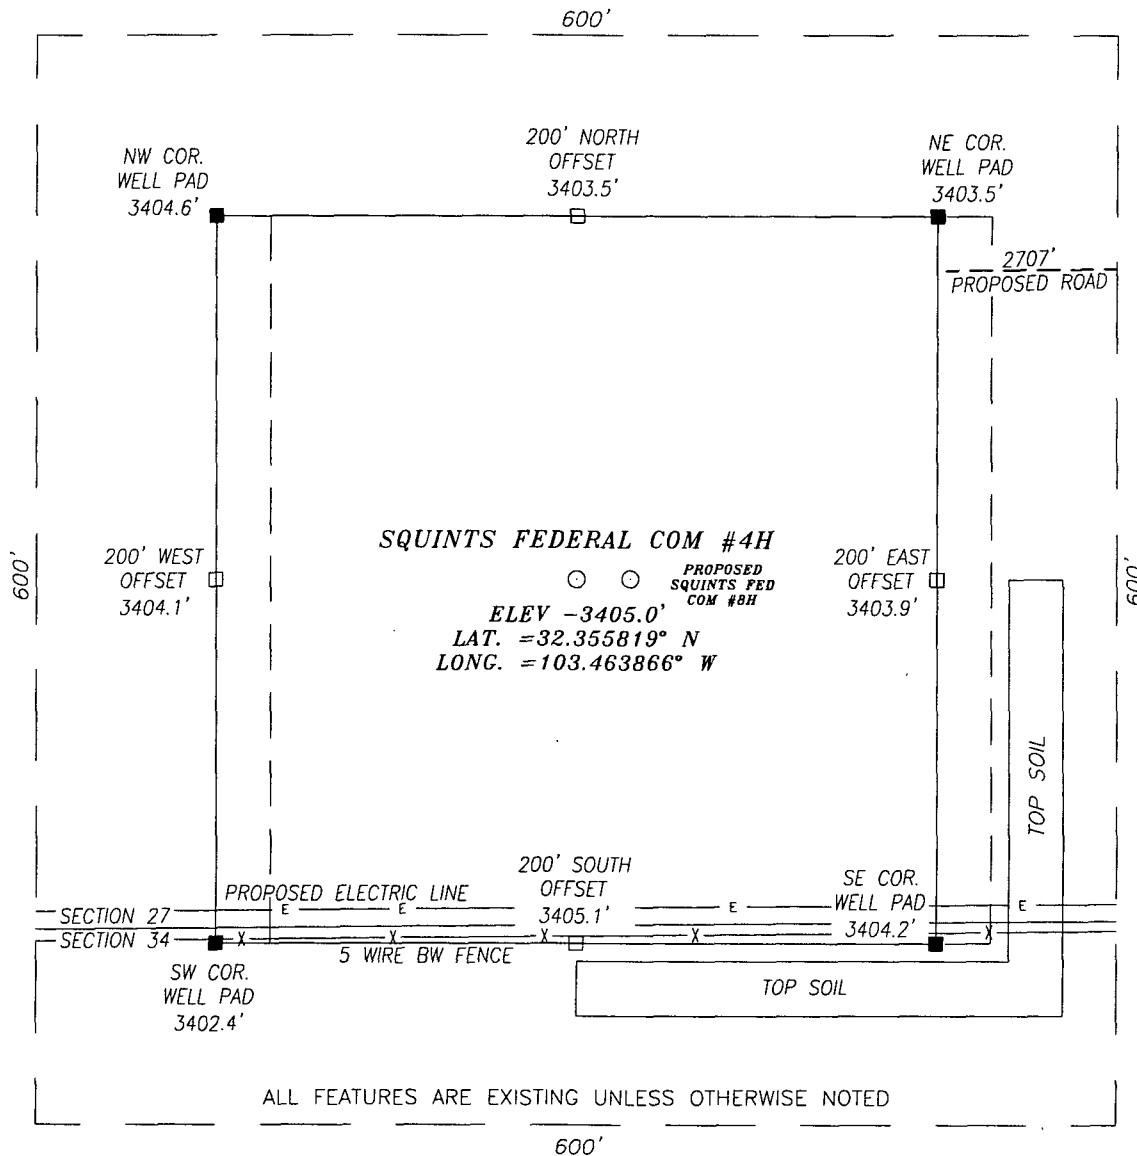 600'
200' NORTH
OFFSET
3403.5'
NW COR.
WELL PAD
3404.6'
NE COR.
WELL PAD
3403.5'
2707'
PROPOSED ROAD
600'
200' WEST
OFFSET
3404.1'
SQUINTS FEDERAL COM #4H
PROPOSED
SQUINTS FED
COM #8H
ELEV -3405.0'
LAT. =32.355819° N
LONG. =103.463866° W
200' EAST
OFFSET
3403.9'
600'
TOP SOIL
200' SOUTH
OFFSET
3405.1'
SE COR.
WELL PAD
3404.2'
PROPOSED ELECTRIC LINE
E
E
E
E
SECTION 27
SECTION 34
X
X
X
X
X
5 WIRE BW FENCE
SW COR.
WELL PAD
3402.4'
TOP SOIL
ALL FEATURES ARE EXISTING UNLESS OTHERWISE NOTED
600'